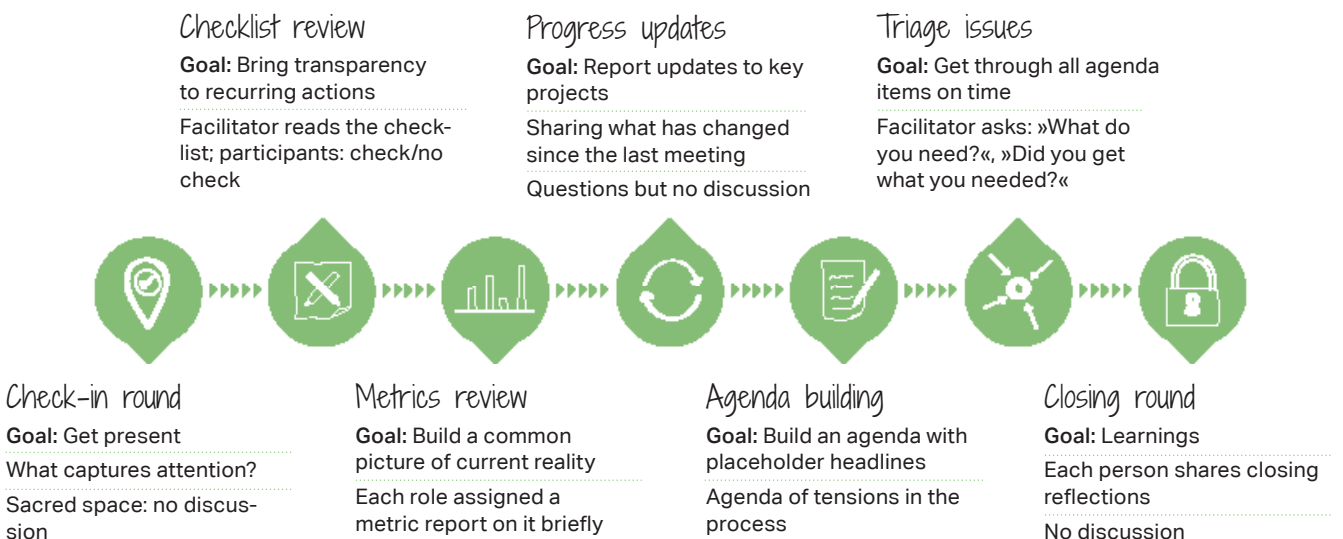 Checklist review
Goal: Bring transparency
to recurring actions
Facilitator reads the check-
list; participants: check/no
check
Progress updates
Goal: Report updates to key
projects
Sharing what has changed
since the last meeting
Questions but no discussion
Triage issues
Goal: Get through all agenda
items on time
Facilitator asks: »What do
you need?«, »Did you get
what you needed?«
Check-in round
Goal: Get present
What captures attention?
Sacred space: no discus-
sion
Metrics review
Goal: Build a common
picture of current reality
Each role assigned a
metric report on it briefly
Agenda building
Goal: Build an agenda with
placeholder headlines
Agenda of tensions in the
process
Closing round
Goal: Learnings
Each person shares closing
reflections
No discussion